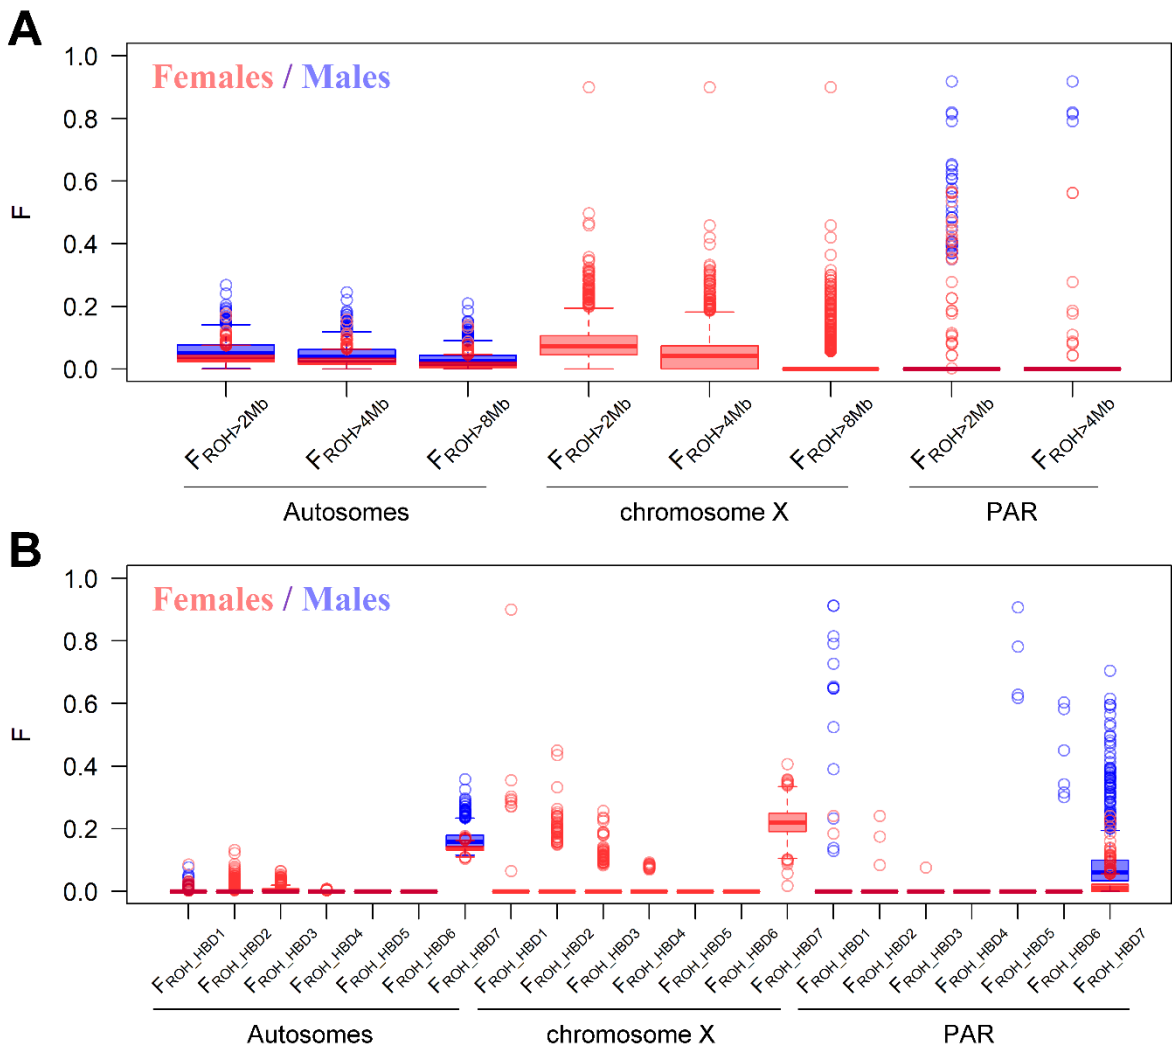 A
Females / Males
F
1.0
0.8
0.6
0.4
0.2
0.0
FROH>2Mb
FROH>4Mb
FROH>8Mb
FROH>2Mb
FROH>4Mb
FROH>8Mb
FROH>2Mb
FROH>4Mb
Autosomes
chromosome X
PAR
B
Females / Males
F
1.0
0.8
0.6
0.4
0.2
0.0
FROH_HBD1
FROH_HBD2
FROH_HBD3
FROH_HBD4
FROH_HBD5
FROH_HBD6
FROH_HBD7
FROH_HBD1
FROH_HBD2
FROH_HBD3
FROH_HBD4
FROH_HBD5
FROH_HBD6
FROH_HBD7
FROH_HBD1
FROH_HBD2
FROH_HBD3
FROH_HBD4
FROH_HBD5
FROH_HBD6
FROH_HBD7
Autosomes
chromosome X
PAR